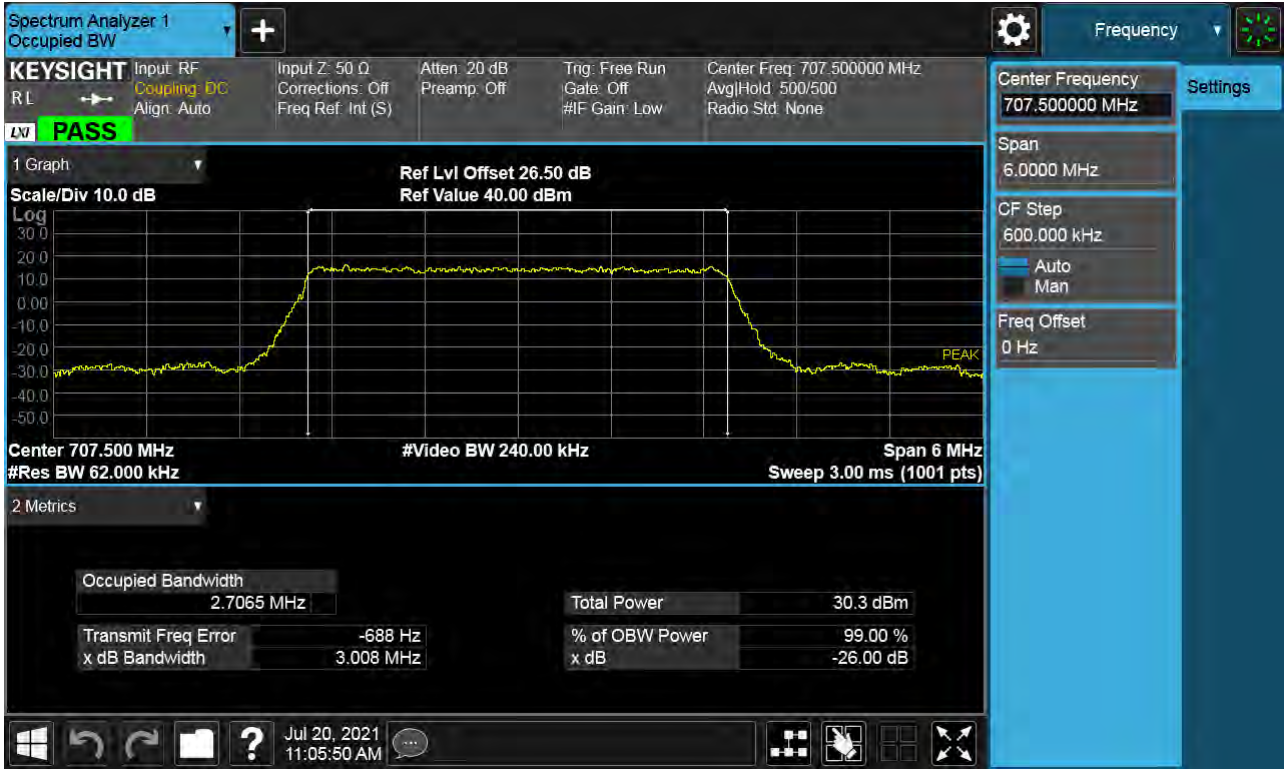 Spectrum Analyzer 1
Occupied BW
+
Frequency
KEYSIGHT
RL
LXI
PASS
Input: RF
Coupling: DC
Align: Auto
Input Z: 50 Ω
Corrections: Off
Freq Ref: Int (S)
Atten: 20 dB
Preamp: Off
Trig: Free Run
Gate: Off
#IF Gain: Low
Center Freq: 707.500000 MHz
Avg|Hold: 500/500
Radio Std: None
Center Frequency
707.500000 MHz
Settings
Span
6.0000 MHz
CF Step
600.000 kHz
Auto
Man
Freq Offset
0 Hz
1 Graph
Scale/Div 10.0 dB
Ref Lvl Offset 26.50 dB
Ref Value 40.00 dBm
Log
30.0
20.0
10.0
0.00
-10.0
-20.0
-30.0
-40.0
-50.0
PEAK
Center 707.500 MHz
#Video BW 240.00 kHz
Span 6 MHz
#Res BW 62.000 kHz
Sweep 3.00 ms (1001 pts)
2 Metrics
Occupied Bandwidth
2.7065 MHz
Total Power 30.3 dBm
Transmit Freq Error -688 Hz
% of OBW Power 99.00 %
x dB Bandwidth 3.008 MHz
x dB -26.00 dB
?
Jul 20, 2021
11:05:50 AM